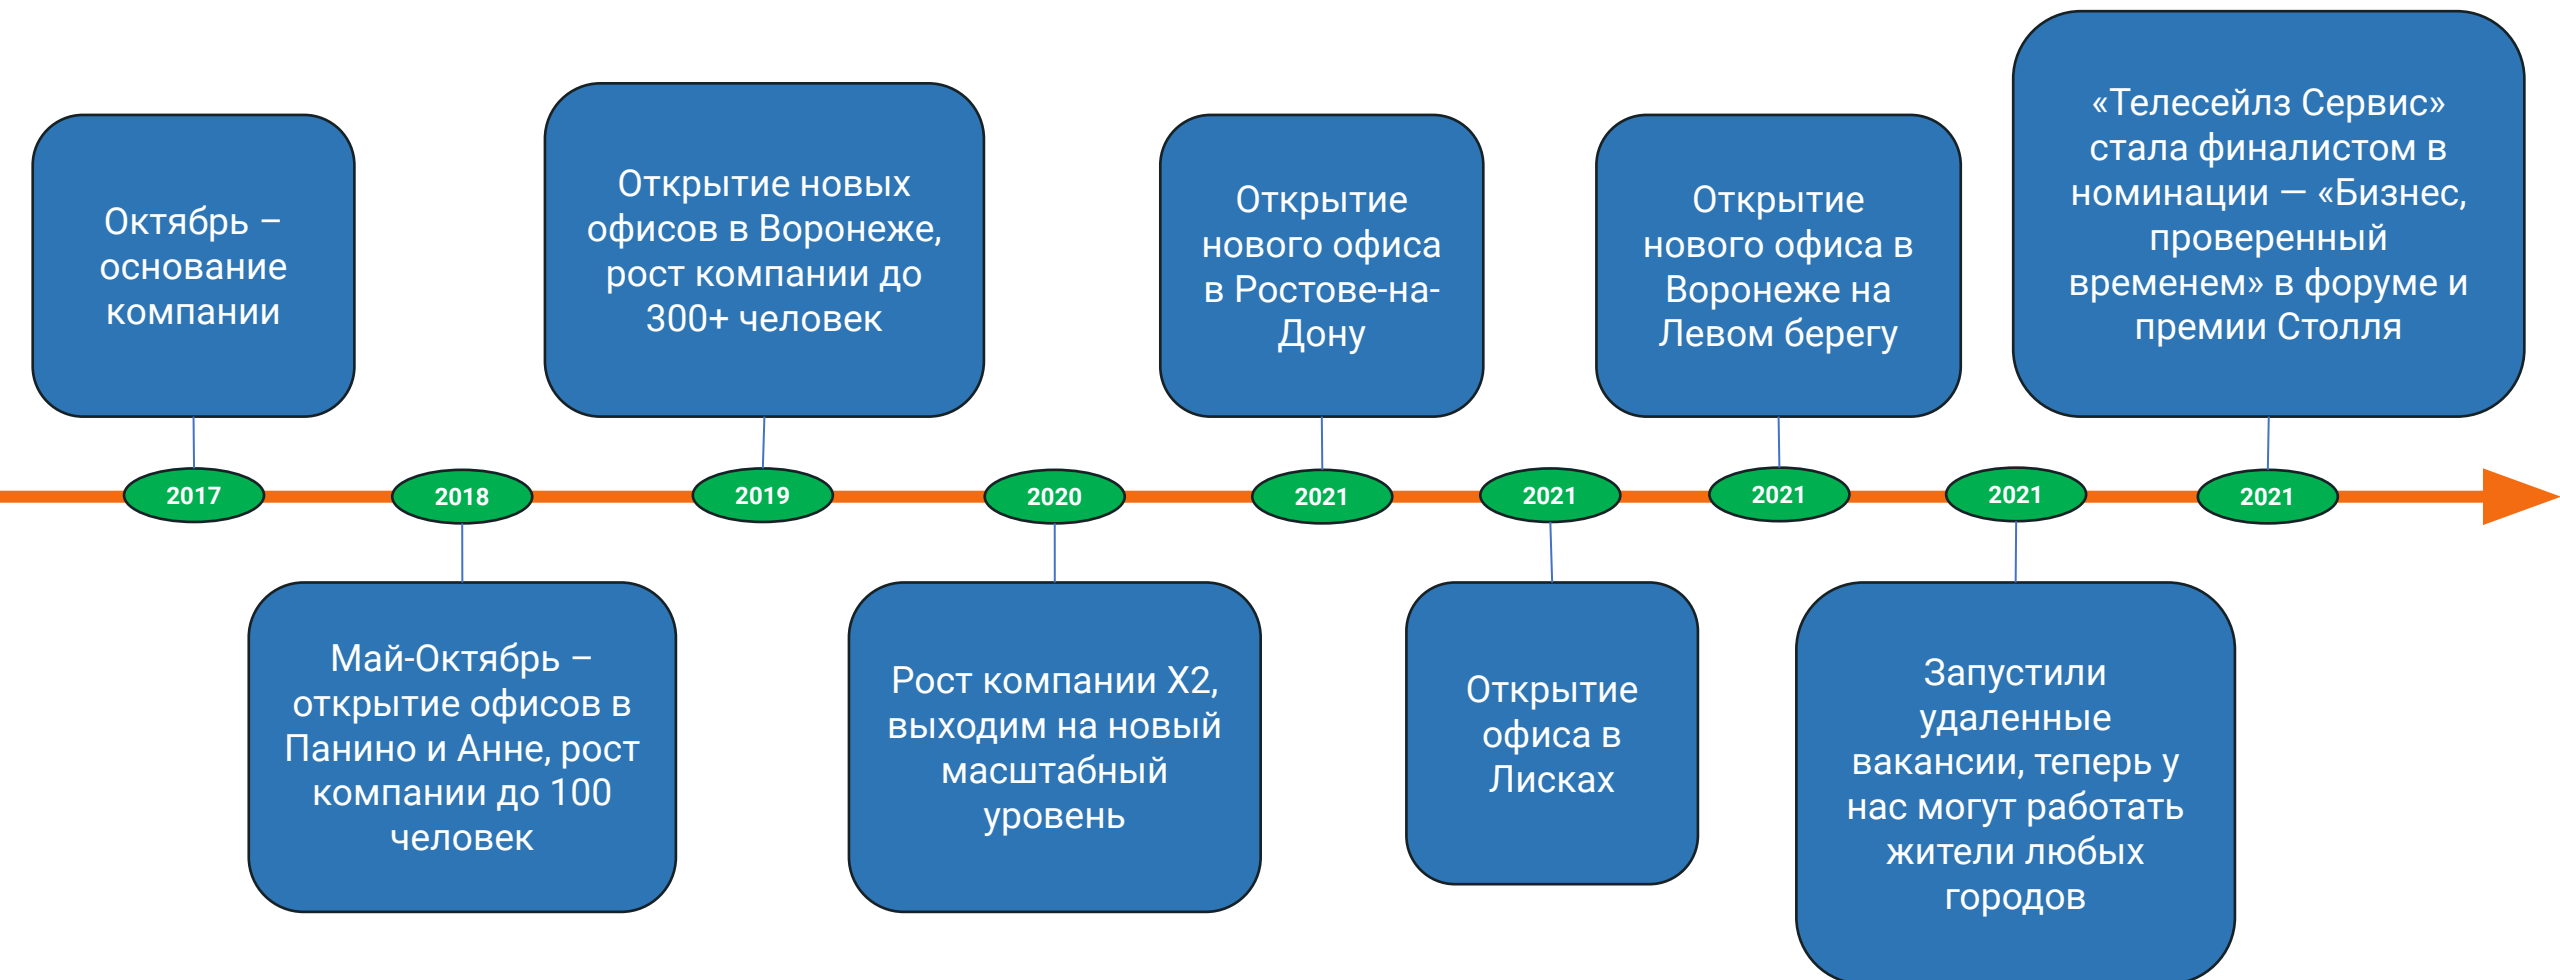 Октябрь –
основание
компании
2017
Май-Октябрь –
открытие офисов в
Панино и Анне, рост
компании до 100
человек
2018
Открытие новых
офисов в Воронеже,
рост компании до
300+ человек
2019
Рост компании X2,
выходим на новый
масштабный
уровень
2020
Открытие
нового офиса
в Ростове-на-
Дону
2021
Открытие
офиса в
Лисках
2021
Открытие
нового офиса в
Воронеже на
Левом берегу
2021
Запустили
удаленные
вакансии, теперь у
нас могут работать
жители любых
городов
2021
«Телесейлз Сервис»
стала финалистом в
номинации — «Бизнес,
проверенный
временем» в форуме и
премии Столля
2021